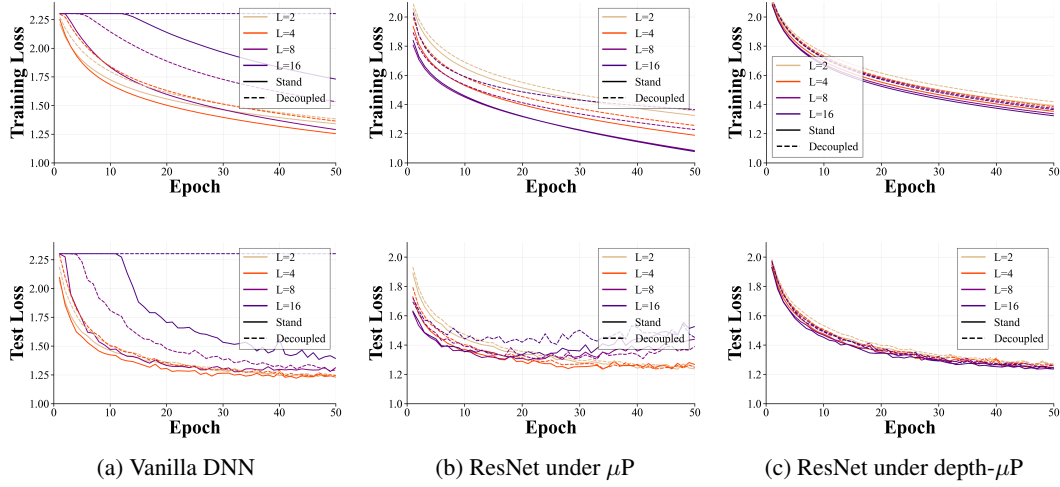 Training Loss
2.25
2.00
1.75
1.50
1.25
1.00
0
10
20
30
40
50
Epoch
L=2
L=4
L=8
L=16
Stand
Decoupled
Training Loss
2.0
1.8
1.6
1.4
1.2
1.0
0
10
20
30
40
50
Epoch
L=2
L=4
L=8
L=16
Stand
Decoupled
Training Loss
2.0
1.8
1.6
1.4
1.2
1.0
0
10
20
30
40
50
Epoch
L=2
L=4
L=8
L=16
Stand
Decoupled
Test Loss
2.25
2.00
1.75
1.50
1.25
1.00
0
10
20
30
40
50
Epoch
L=2
L=4
L=8
L=16
Stand
Decoupled
Test Loss
2.0
1.8
1.6
1.4
1.2
1.0
0
10
20
30
40
50
Epoch
L=2
L=4
L=8
L=16
Stand
Decoupled
Test Loss
2.0
1.8
1.6
1.4
1.2
1.0
0
10
20
30
40
50
Epoch
L=2
L=4
L=8
L=16
Stand
Decoupled
(a) Vanilla DNN
(b) ResNet under μP
(c) ResNet under depth-μP